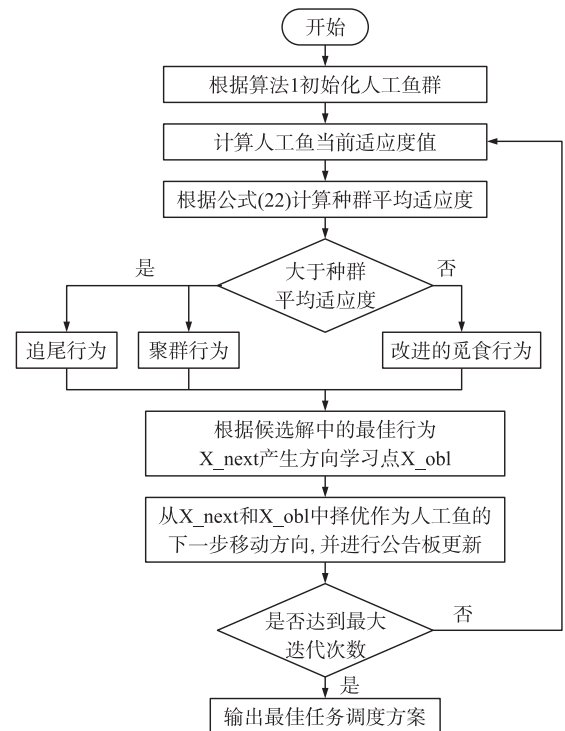 开始
根据算法1初始化人工鱼群
计算人工鱼当前适应度值
根据公式(22)计算种群平均适应度
是
大于种群
平均适应度
否
追尾行为
聚群行为
改进的觅食行为
根据候选解中的最佳行为
X_next产生方向学习点X_obl
从X_next和X_obl中择优作为人工鱼的
下一步移动方向, 并进行公告板更新
是否达到最大
迭代次数
否
是
输出最佳任务调度方案